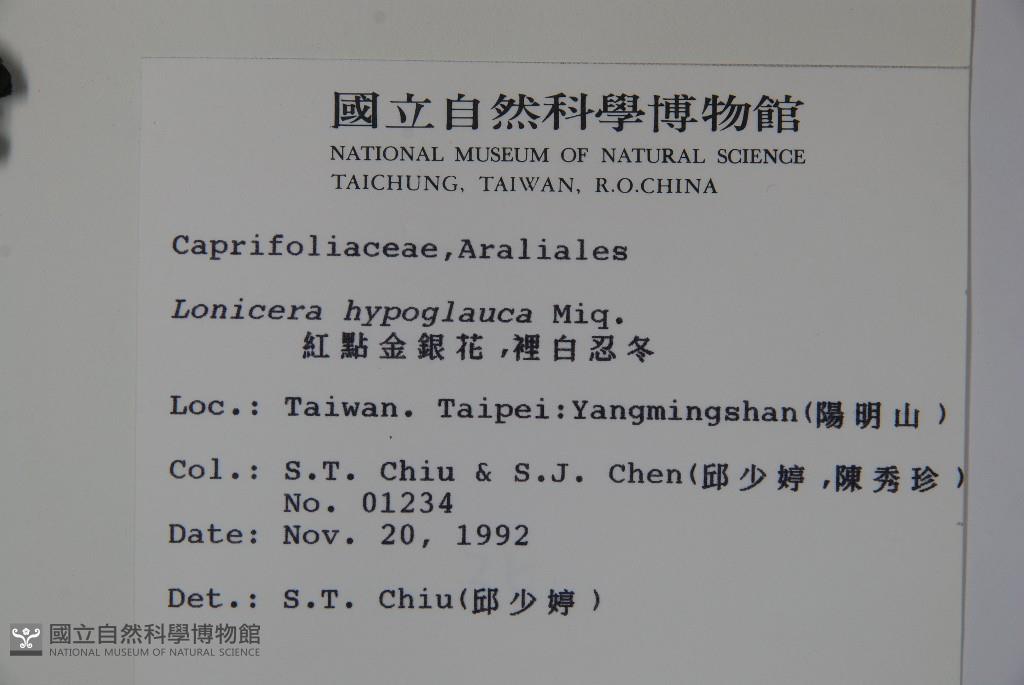 國立自然科學博物館
NATIONAL MUSEUM OF NATURAL SCIENCE
TAICHUNG, TAIWAN, R.O.CHINA
Caprifoliaceae,Araliales
Lonicera hypoglauca Miq.
紅點金銀花,裡白忍冬
Loc.: Taiwan. Taipei:Yangmingshan(陽明山)
Col.: S.T. Chiu & S.J. Chen(邱少婷,陳秀珍)
No. 01234
Date: Nov. 20, 1992
Det.: S.T. Chiu(邱少婷)
國立自然科學博物館
NATIONAL MUSEUM OF NATURAL SCIENCE